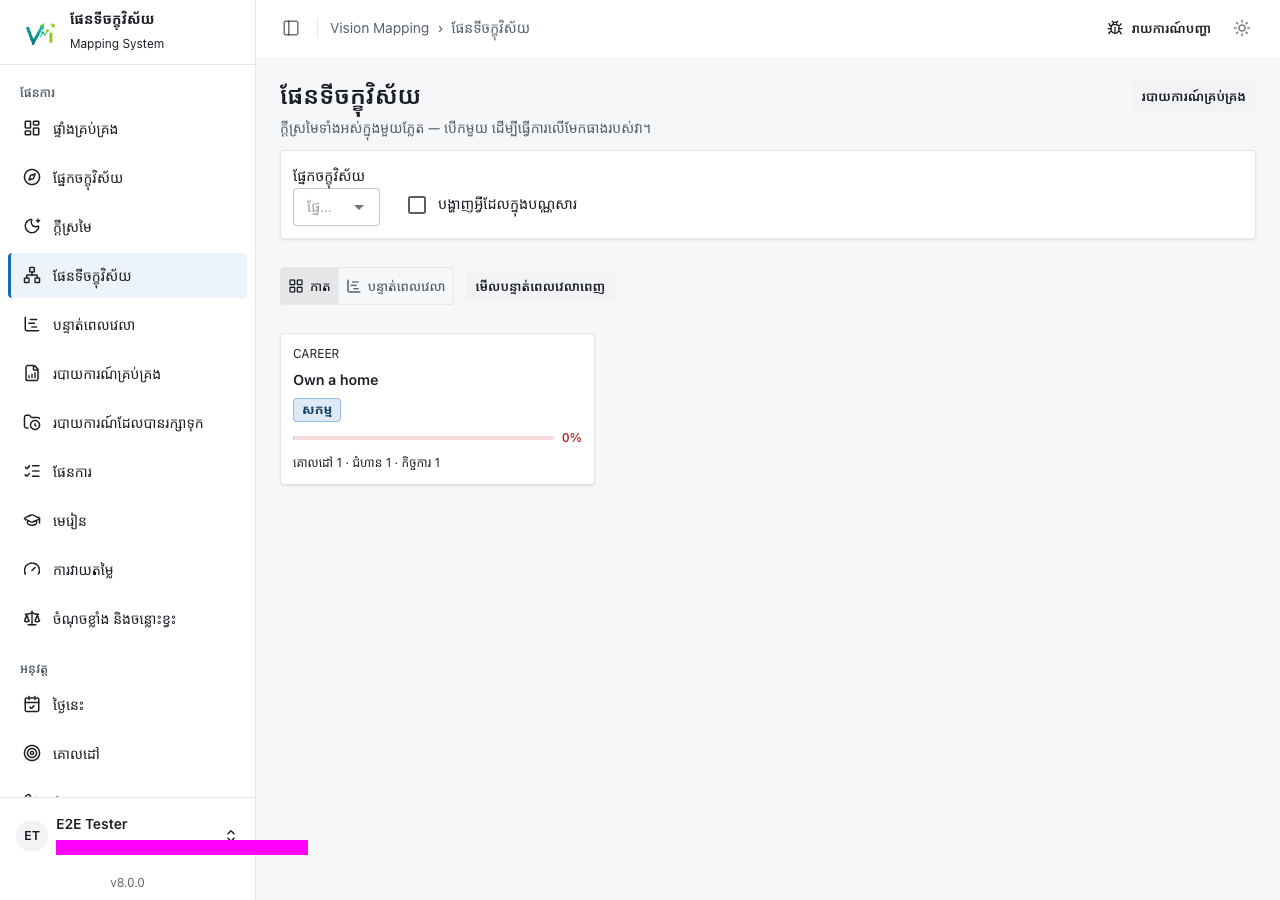 ផែនទីចក្ខុវិស័យ
Mapping System
ផែនការ
ផ្ទាំងគ្រប់គ្រង
ផ្នែកចក្ខុវិស័យ
ក្តីស្រមៃ
ផែនទីចក្ខុវិស័យ
បន្ទាត់ពេលវេលា
របាយការណ៍គ្រប់គ្រង
របាយការណ៍ដែលបានរក្សាទុក
ផែនការ
មេរៀន
ការវាយតម្លៃ
ចំណុចខ្លាំង និងចន្លោះខ្វះ
អនុវត្ត
ថ្ងៃនេះ
គោលដៅ
ET
E2E Tester
v8.0.0
Vision Mapping › ផែនទីចក្ខុវិស័យ
រាយការណ៍បញ្ហា
ផែនទីចក្ខុវិស័យ
របាយការណ៍គ្រប់គ្រង
ក្តីស្រមៃទាំងអស់ក្នុងមួយភ្លែត — បើកមួយ ដើម្បីធ្វើការលើមែកធាងរបស់វា។
ផ្នែកចក្ខុវិស័យ
ផ្នែ...
បង្ហាញអ្វីដែលក្នុងបណ្ណសារ
កាត
បន្ទាត់ពេលវេលា
មើលបន្ទាត់ពេលវេលាពេញ
CAREER
Own a home
សកម្ម
0%
គោលដៅ 1 · ជំហាន 1 · កិច្ចការ 1